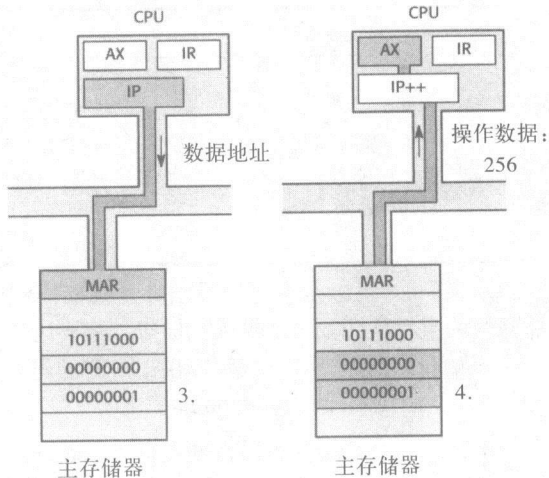 CPU
AX
IR
IP
数据地址
MAR
10111000
00000000
00000001
3.
主存储器
CPU
AX
IR
IP++
操作数据：
256
MAR
10111000
00000000
00000001
4.
主存储器